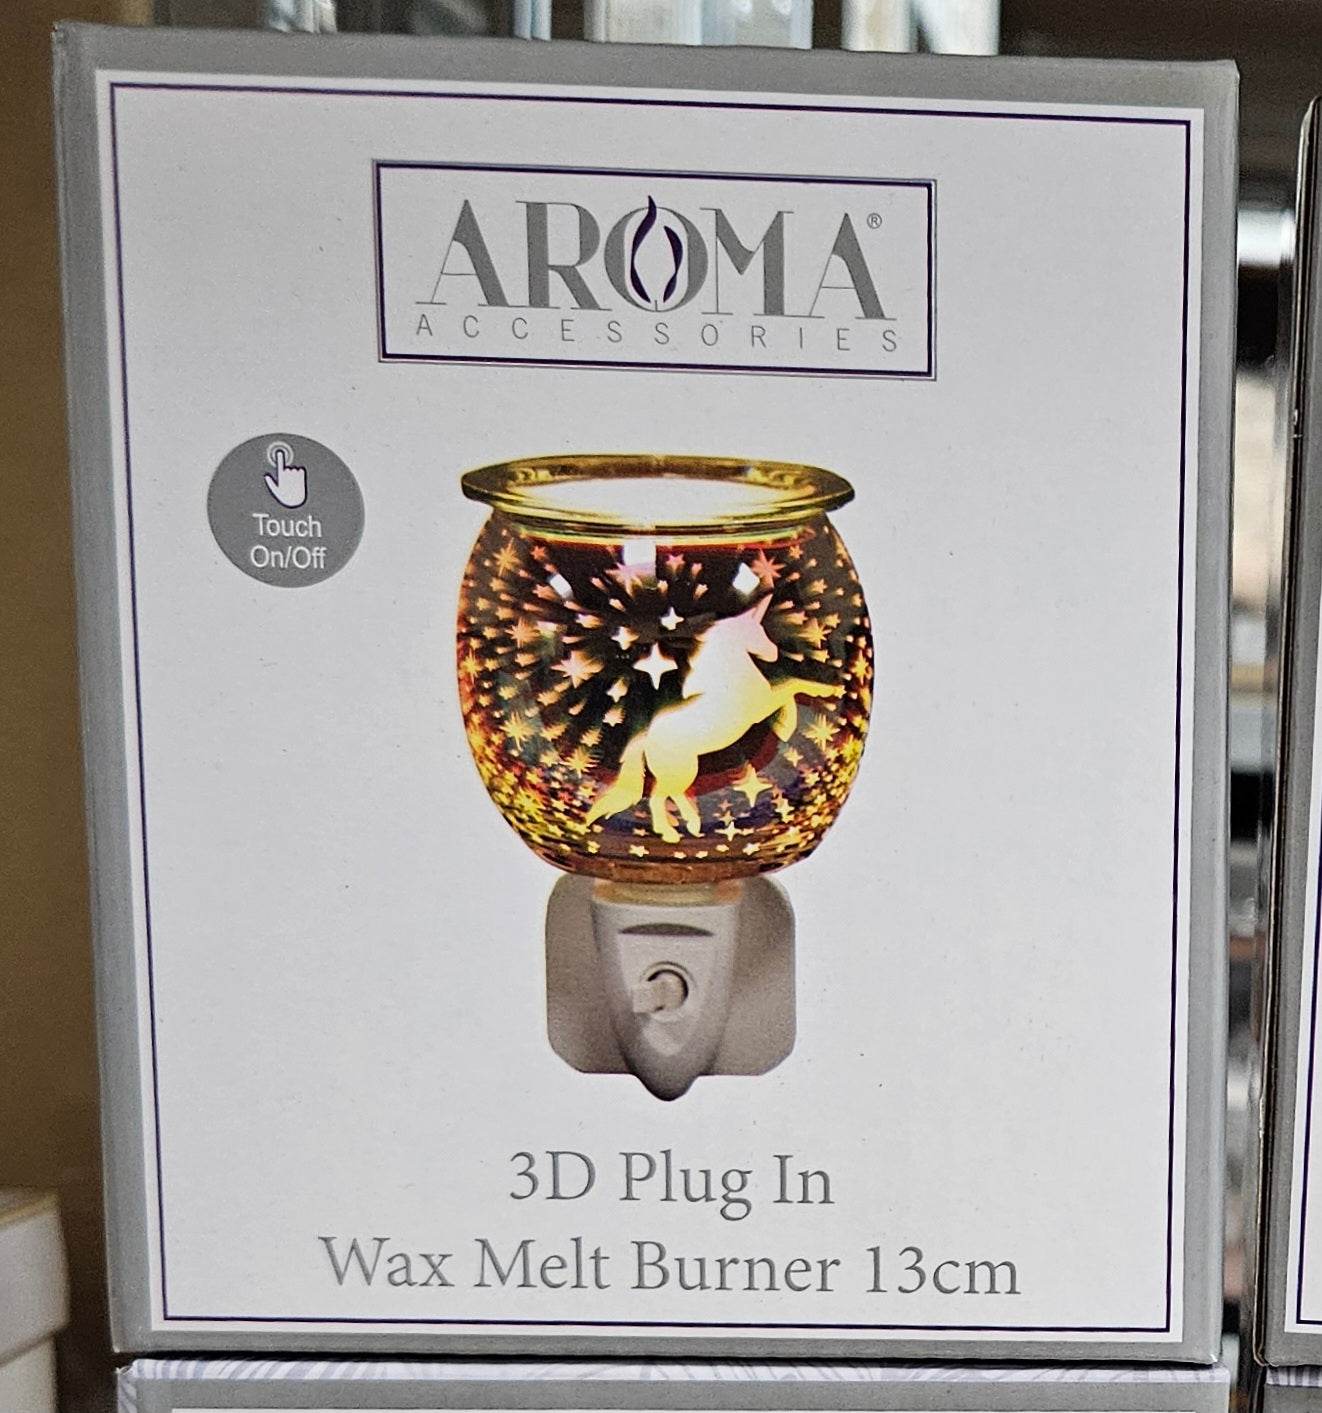 AROMA®
ACCESSORIES
Touch
On/Off
3D Plug In
Wax Melt Burner 13cm